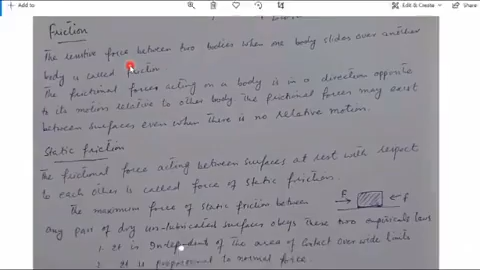 Edit & Create
Share
Friction
The resistive force between two bodies when one body slides over another
body is called friction
The frictional forces acting on a body is in a direction opposite
to its motion relative to other body the frictional forces may exist
between surfaces even when there is no relative motion.
Static friction
The frictional force acting between surfaces at rest with respect
to each other is called force of static friction.
The maximum force of static friction between
any pair of dry un-lubricated surfaces obeys these two empirical laws
F f
1. It is Independents of the area of contact over wide limits
2. It is proportional to normal force.